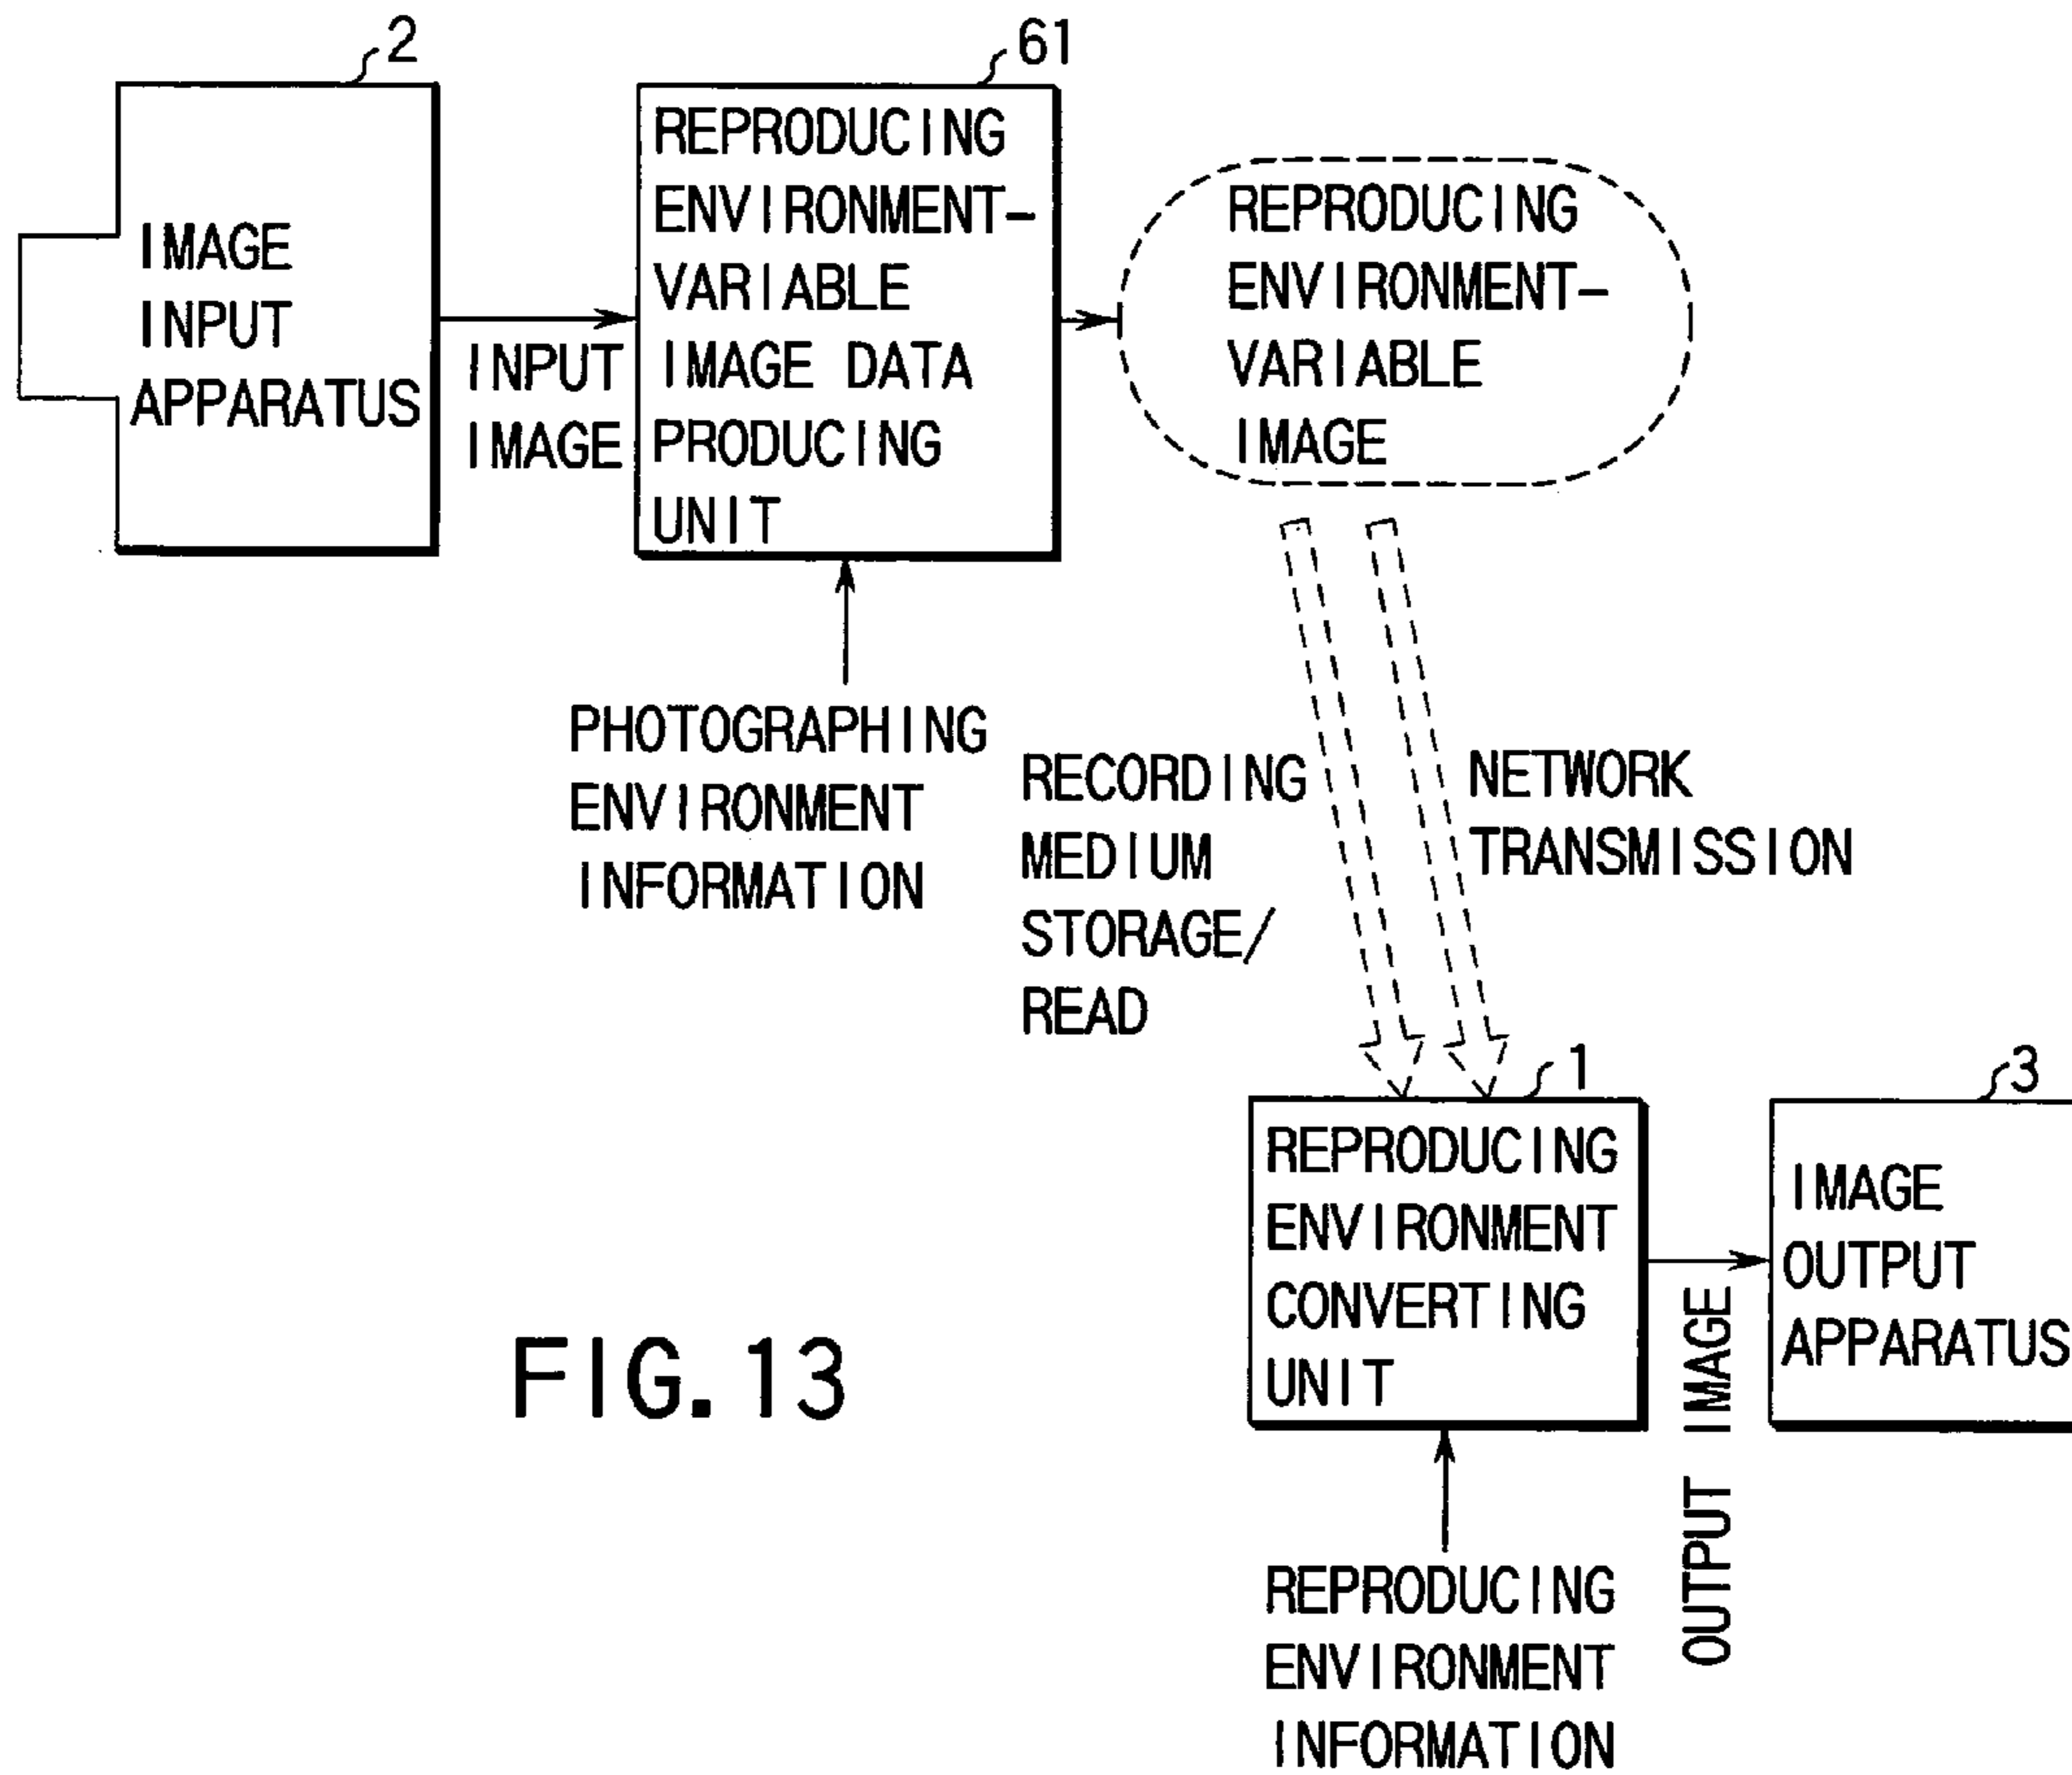 2
IMAGE
INPUT
APPARATUS
INPUT
IMAGE
61
REPRODUCING
ENVIRONMENT-
VARIABLE
IMAGE DATA
PRODUCING
UNIT
REPRODUCING
ENVIRONMENT-
VARIABLE
IMAGE
PHOTOGRAPHING
ENVIRONMENT
INFORMATION
RECORDING
MEDIUM
STORAGE/
READ
NETWORK
TRANSMISSION
1
REPRODUCING
ENVIRONMENT
CONVERTING
UNIT
OUTPUT IMAGE
3
IMAGE
OUTPUT
APPARATUS
REPRODUCING
ENVIRONMENT
INFORMATION
FIG.13